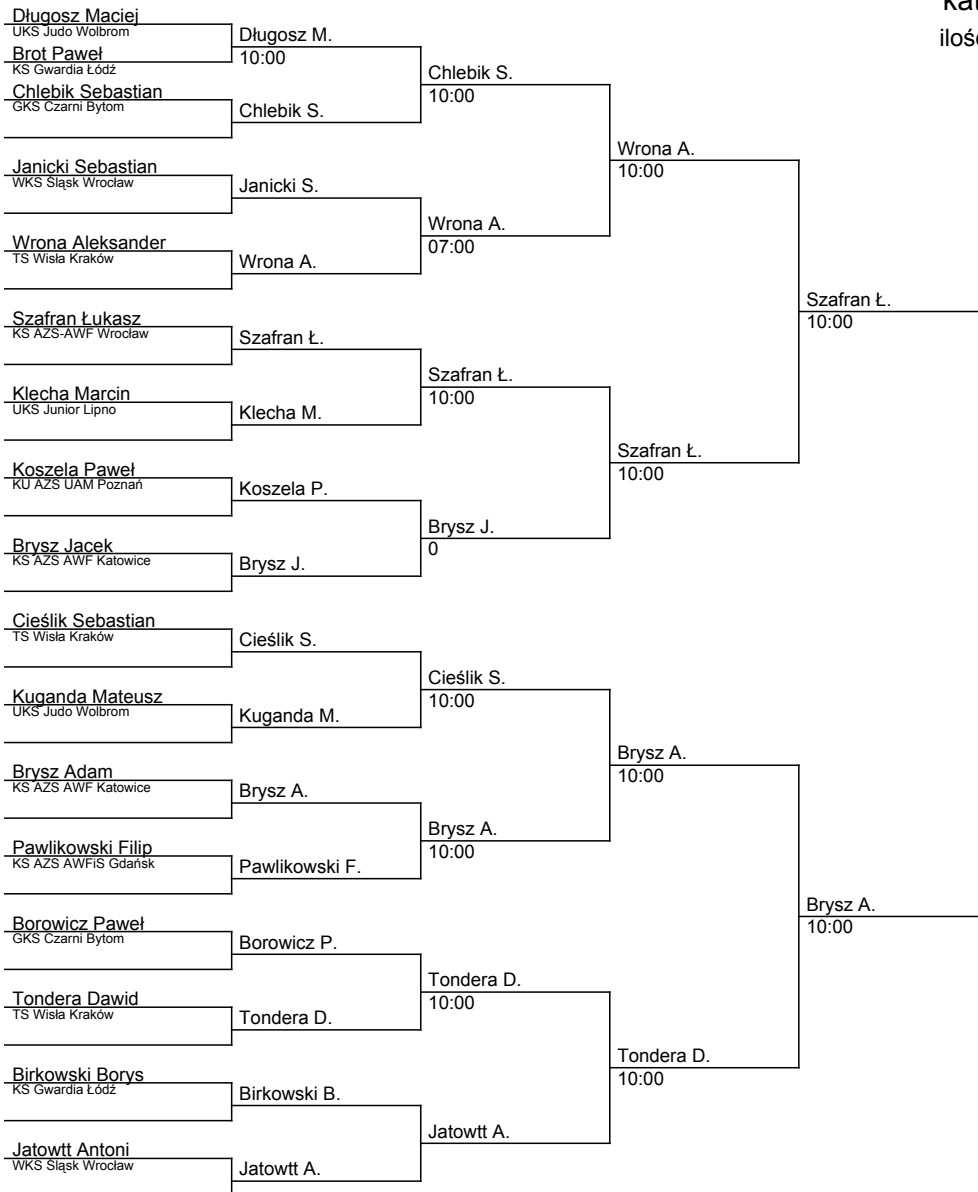 kat
ilość
Długosz Maciej
UKS Judo Wolbrom
Brot Paweł
KS Gwardia Łódź
Chlebik Sebastian
GKS Czarni Bytom
Janicki Sebastian
WKS Śląsk Wrocław
Wrona Aleksander
TS Wisła Kraków
Szafran Łukasz
KS AZS-AWF Wrocław
Klecha Marcin
UKS Junior Lipno
Koszela Paweł
KU AZS UAM Poznań
Brysz Jacek
KS AZS AWF Katowice
Cieślik Sebastian
TS Wisła Kraków
Kuganda Mateusz
UKS Judo Wolbrom
Brysz Adam
KS AZS AWF Katowice
Pawlikowski Filip
KS AZS AWFiS Gdańsk
Borowicz Paweł
GKS Czarni Bytom
Tondera Dawid
TS Wisła Kraków
Birkowski Borys
KS Gwardia Łódź
Jatowtt Antoni
WKS Śląsk Wrocław
Długosz M.
10:00
Chlebik S.
Janicki S.
Wrona A.
Szafran Ł.
Klecha M.
Koszela P.
Brysz J.
Cieślik S.
Kuganda M.
Brysz A.
Pawlikowski F.
Borowicz P.
Tondera D.
Birkowski B.
Jatowtt A.
Chlebik S.
10:00
Wrona A.
07:00
Szafran Ł.
10:00
Brysz J.
0
Cieślik S.
10:00
Brysz A.
10:00
Tondera D.
10:00
Jatowtt A.
Wrona A.
10:00
Szafran Ł.
10:00
Brysz A.
10:00
Tondera D.
10:00
Szafran Ł.
10:00
Brysz A.
10:00